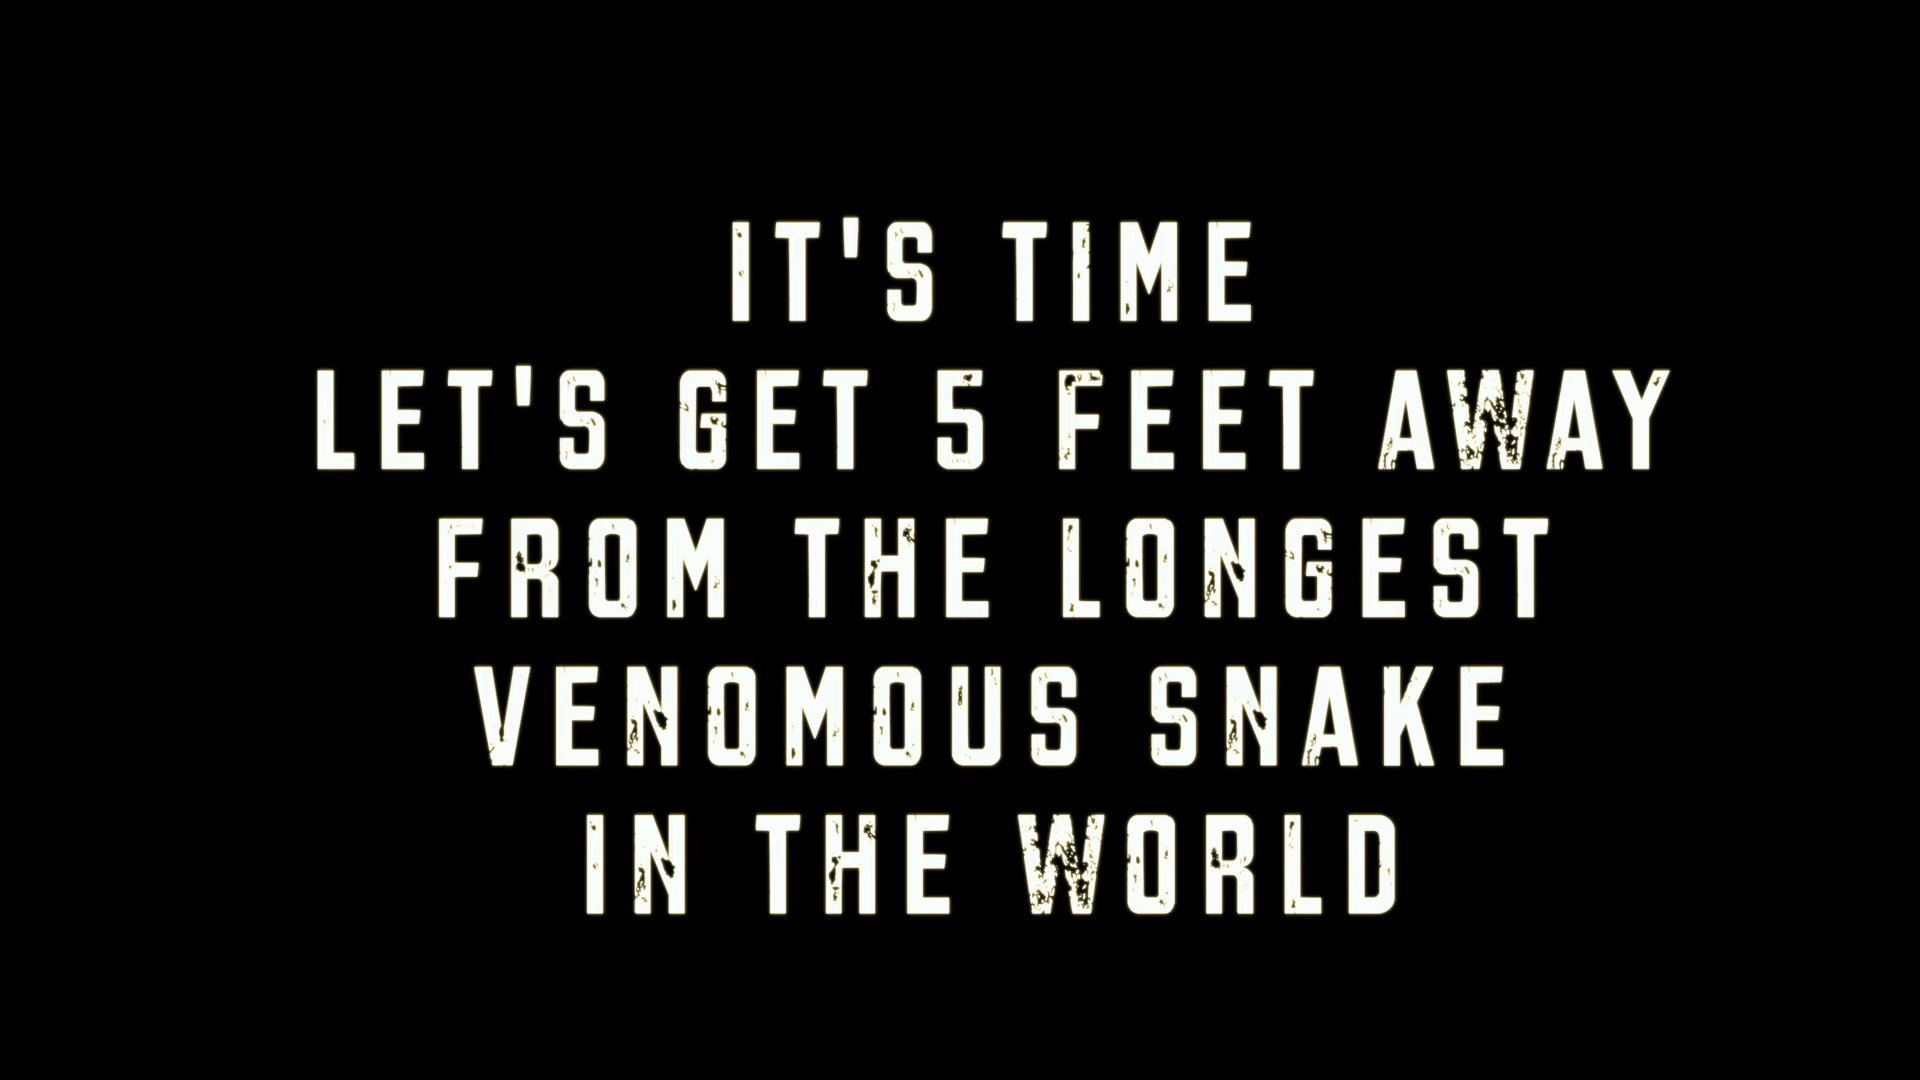 IT'S TIME
LET'S GET 5 FEET AWAY
FROM THE LONGEST
VENOMOUS SNAKE
IN THE WORLD